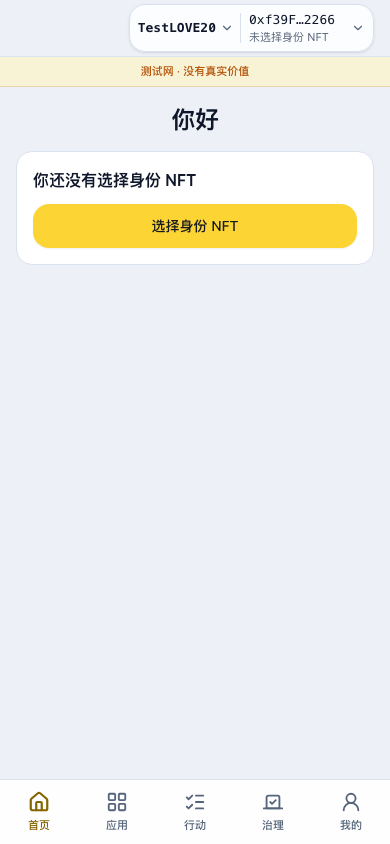 TestLOVE20
0xf39F…2266
未选择身份 NFT
测试网 · 没有真实价值
你好
你还没有选择身份 NFT
选择身份 NFT
首页
应用
行动
治理
我的